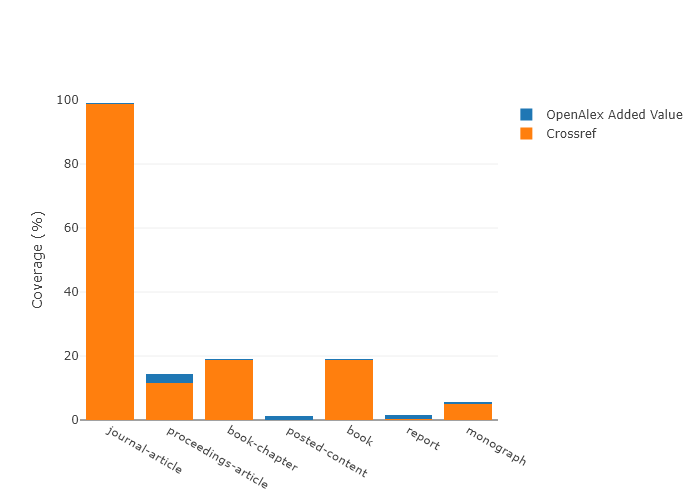 OpenAlex Added Value
Crossref
Coverage (%)
100
80
60
40
20
0
journal-article
proceedings-article
book-chapter
posted-content
book
report
monograph